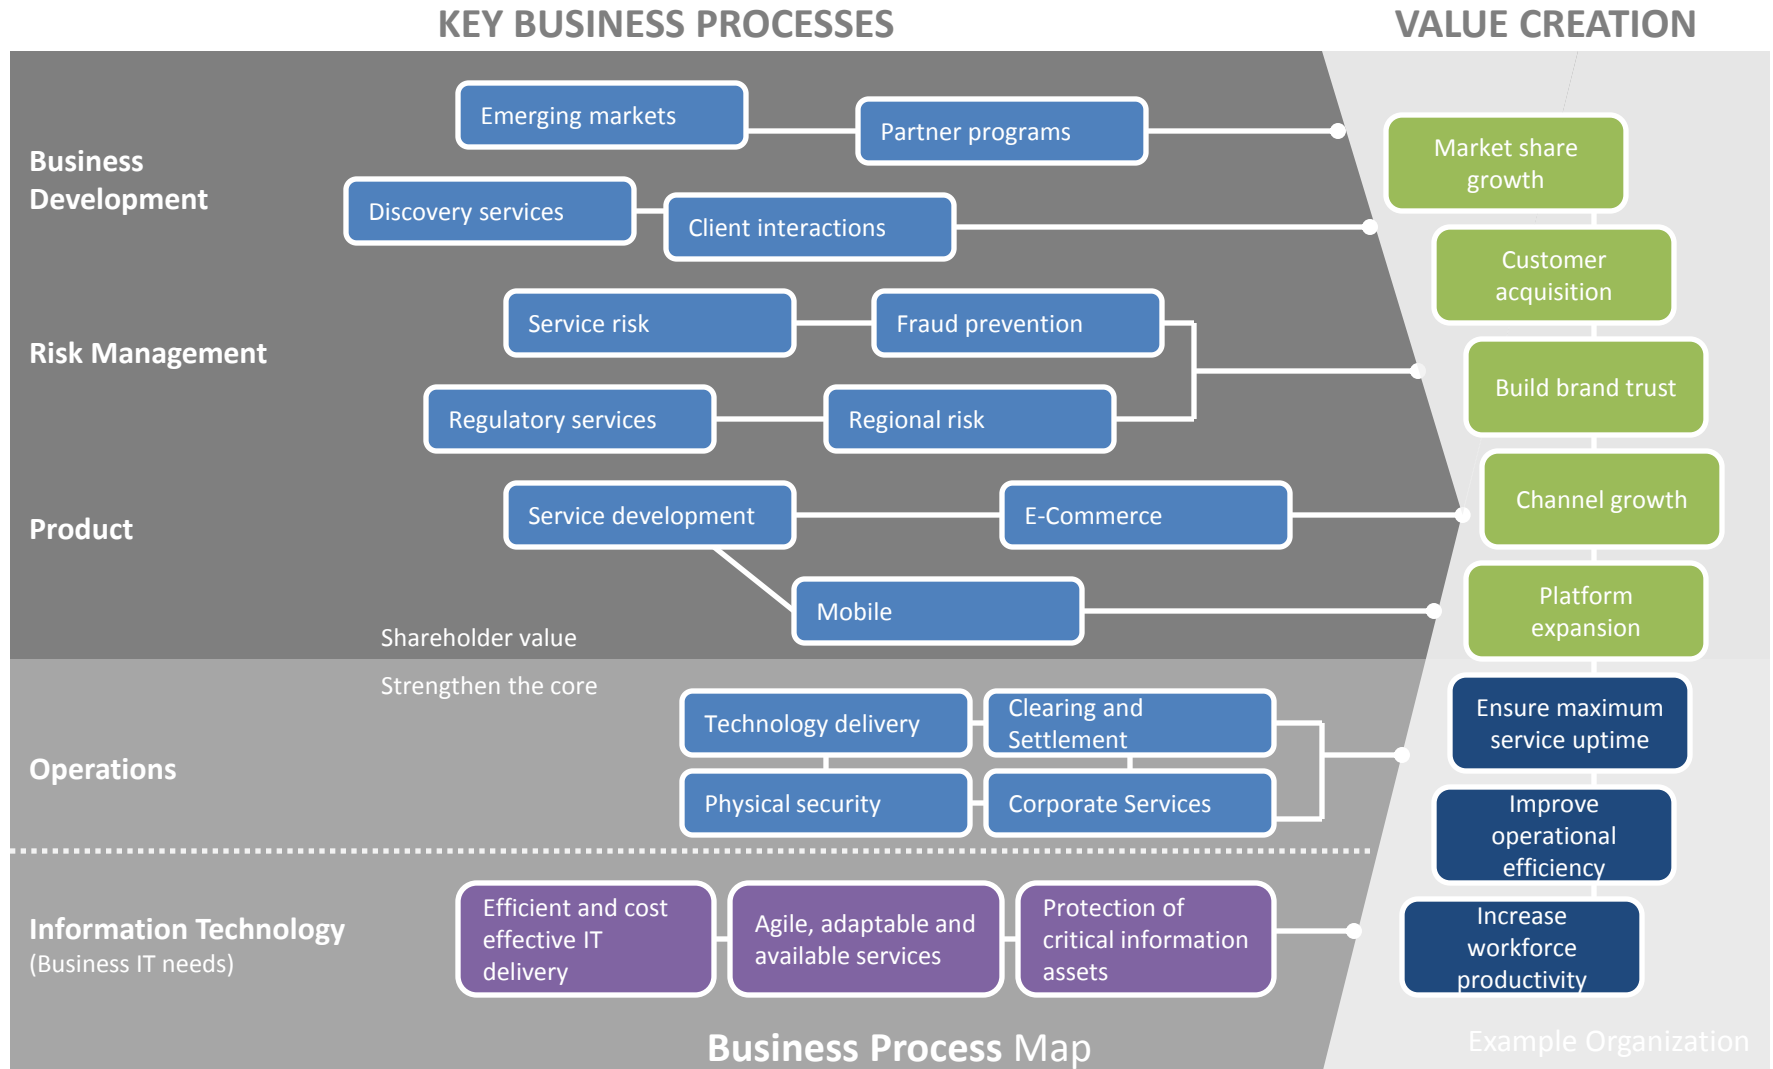 KEY BUSINESS PROCESSES
VALUE CREATION
Business
Development
Emerging markets
Partner programs
Discovery services
Client interactions
Risk Management
Service risk
Fraud prevention
Regulatory services
Regional risk
Product
Service development
E-Commerce
Mobile
Shareholder value
Strengthen the core
Operations
Technology delivery
Clearing and
Settlement
Physical security
Corporate Services
Information Technology
(Business IT needs)
Efficient and cost
effective IT
delivery
Agile, adaptable and
available services
Protection of
critical information
assets
Market share
growth
Customer
acquisition
Build brand trust
Channel growth
Platform
expansion
Ensure maximum
service uptime
Improve
operational
efficiency
Increase
workforce
productivity
Business Process Map
Example Organization